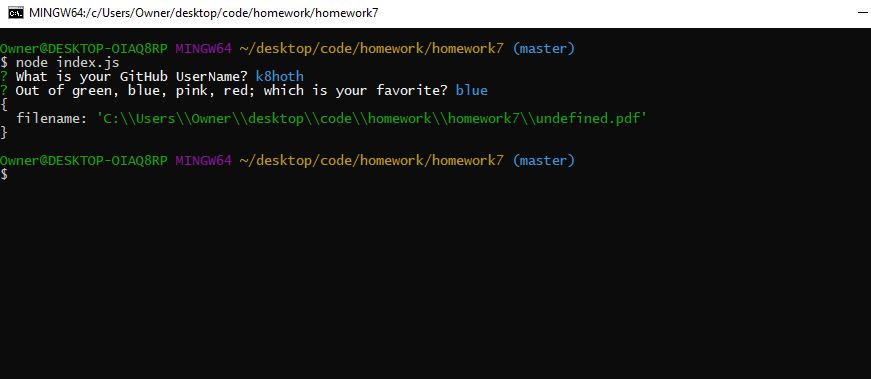 MINGW64:/c/Users/Owner/desktop/code/homework/homework7
Owner@DESKTOP-OIAQ8RP MINGW64 ~/desktop/code/homework/homework7 (master)
$ node index.js
? What is your GitHub UserName? k8hoth
? Out of green, blue, pink, red; which is your favorite? blue
{
  filename: 'C:\\Users\\Owner\\desktop\\code\\homework\\homework7\\undefined.pdf'
}
Owner@DESKTOP-OIAQ8RP MINGW64 ~/desktop/code/homework/homework7 (master)
$